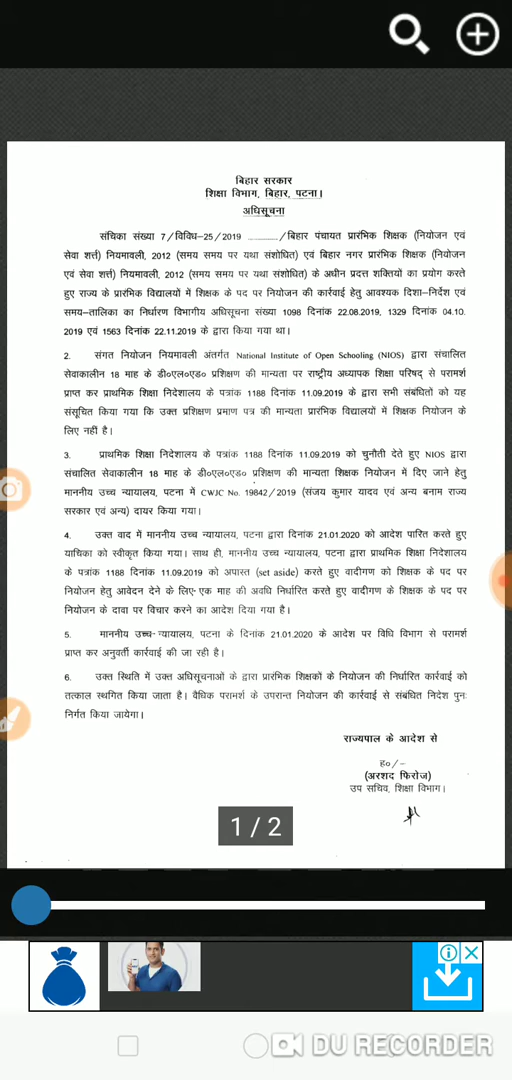 बिहार सरकार
शिक्षा विभाग, बिहार, पटना।
अधिसूचना
संचिका संख्या 7/विविध–25/2019 ............/बिहार पंचायत प्रारंभिक शिक्षक (नियोजन एवं
सेवा शर्त्त) नियमावली, 2012 (समय समय पर यथा संशोधित) एवं बिहार नगर प्रारंभिक शिक्षक (नियोजन
एवं सेवा शर्त्त) नियमावली, 2012 (समय समय पर यथा संशोधित) के अधीन प्रदत्त शक्तियों का प्रयोग करते
हुए राज्य के प्रारंभिक विद्यालयों में शिक्षक के पद पर नियोजन की कार्रवाई हेतु आवश्यक दिशा–निर्देश एवं
समय–तालिका का निर्धारण विभागीय अधिसूचना संख्या 1098 दिनांक 22.08.2019, 1329 दिनांक 04.10.
2019 एवं 1563 दिनांक 22.11.2019 के द्वारा किया गया था।
2. संगत नियोजन नियमावली अंतर्गत National Institute of Open Schooling (NIOS) द्वारा संचालित
सेवाकालीन 18 माह के डी०एल०एड० प्रशिक्षण की मान्यता पर राष्ट्रीय अध्यापक शिक्षा परिषद् से परामर्श
प्राप्त कर प्राथमिक शिक्षा निदेशालय के पत्रांक 1188 दिनांक 11.09.2019 के द्वारा सभी संबंधितों को यह
संसूचित किया गया कि उक्त प्रशिक्षण प्रमाण पत्र की मान्यता प्रारंभिक विद्यालयों में शिक्षक नियोजन के
लिए नहीं है।
3. प्राथमिक शिक्षा निदेशालय के पत्रांक 1188 दिनांक 11.09.2019 को चुनौती देते हुए NIOS द्वारा
संचालित सेवाकालीन 18 माह के डी०एल०एड० प्रशिक्षण की मान्यता शिक्षक नियोजन में दिए जाने हेतु
माननीय उच्च न्यायालय, पटना में CWJC No. 19842/2019 (संजय कुमार यादव एवं अन्य बनाम राज्य
सरकार एवं अन्य) दायर किया गया।
4. उक्त वाद में माननीय उच्च न्यायालय, पटना द्वारा दिनांक 21.01.2020 को आदेश पारित करते हुए
याचिका को स्वीकृत किया गया। साथ ही, माननीय उच्च न्यायालय, पटना द्वारा प्राथमिक शिक्षा निदेशालय
के पत्रांक 1188 दिनांक 11.09.2019 को अपास्त (set aside) करते हुए वादीगण को शिक्षक के पद पर
नियोजन हेतु आवेदन देने के लिए एक माह की अवधि निर्धारित करते हुए वादीगण के शिक्षक के पद पर
नियोजन के दावा पर विचार करने का आदेश दिया गया है।
5. माननीय उच्च न्यायालय, पटना के दिनांक 21.01.2020 के आदेश पर विधि विभाग से परामर्श
प्राप्त कर अनुवर्ती कार्रवाई की जा रही है।
6. उक्त स्थिति में उक्त अधिसूचनाओं के द्वारा प्रारंभिक शिक्षकों के नियोजन की निर्धारित कार्रवाई को
तत्काल स्थगित किया जाता है। वैधिक परामर्श के उपरान्त नियोजन की कार्रवाई से संबंधित निदेश पुनः
निर्गत किया जायेगा।
राज्यपाल के आदेश से
ह०/–
(अरशद फिरोज)
उप सचिव, शिक्षा विभाग।
1 / 2
DU RECORDER